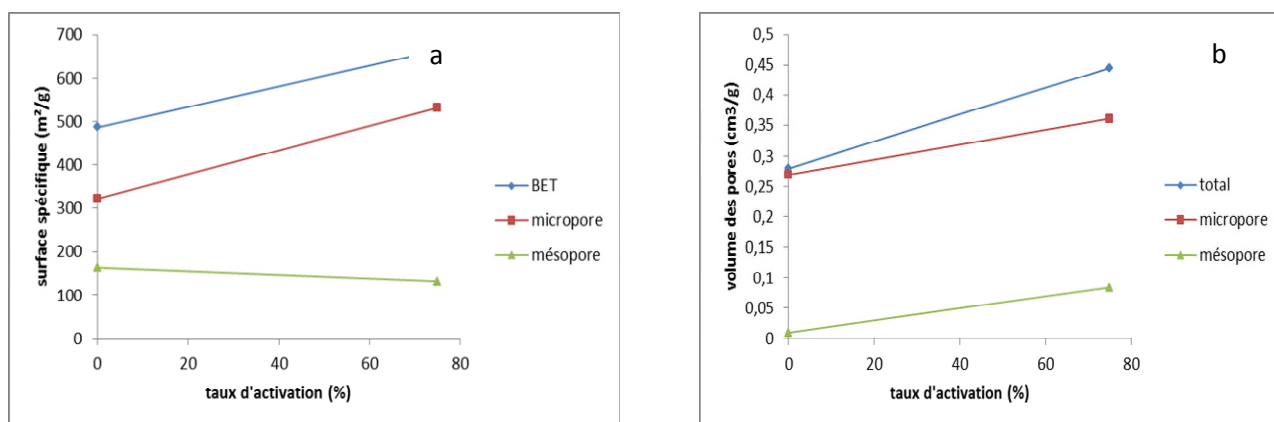 a
surface spécifique (m²/g)
700
600
500
400
300
200
100
0
0 20 40 60 80
taux d'activation (%)
BET
micropore
mésopore
b
volume des pores (cm3/g)
0,5
0,45
0,4
0,35
0,3
0,25
0,2
0,15
0,1
0,05
0
0 20 40 60 80
taux d'activation (%)
total
micropore
mésopore